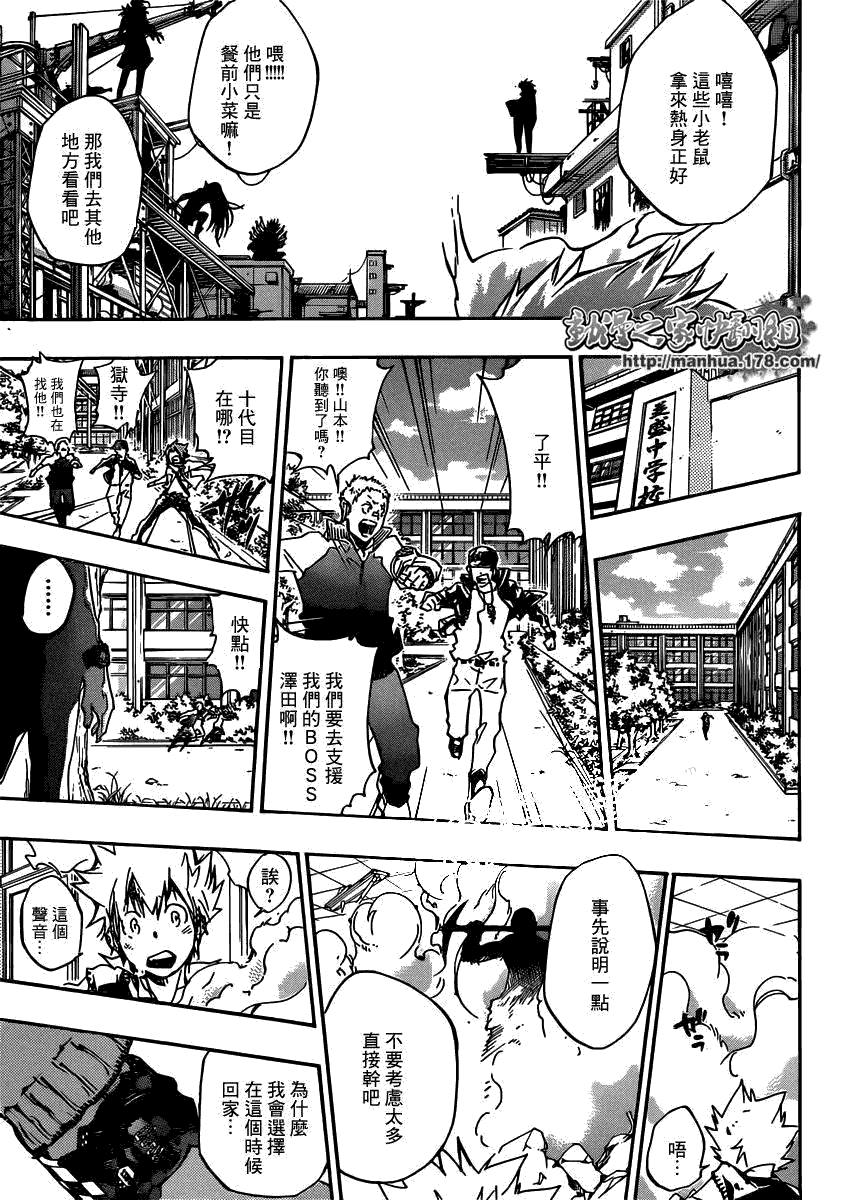 嘻嘻！
這些小老鼠
拿來熱身正好
喂!!!!
他們只是
餐前小菜嘛！
那我們去其他
地方看看吧
動漫之家快翻組
http://manhua.178.com/
並盛中学校
了平!!
噢!!山本!!
你聽到了嗎?
我們要去支援
我們的BOSS
澤田啊!!
十代目
在哪!?
獄寺!!
我們也在
找他!!
快點!!
……
唔…
事先說明一點
不要考慮太多
直接幹吧
誒?
這個
聲音…
為什麼
我會選擇
在這個時候
回家…